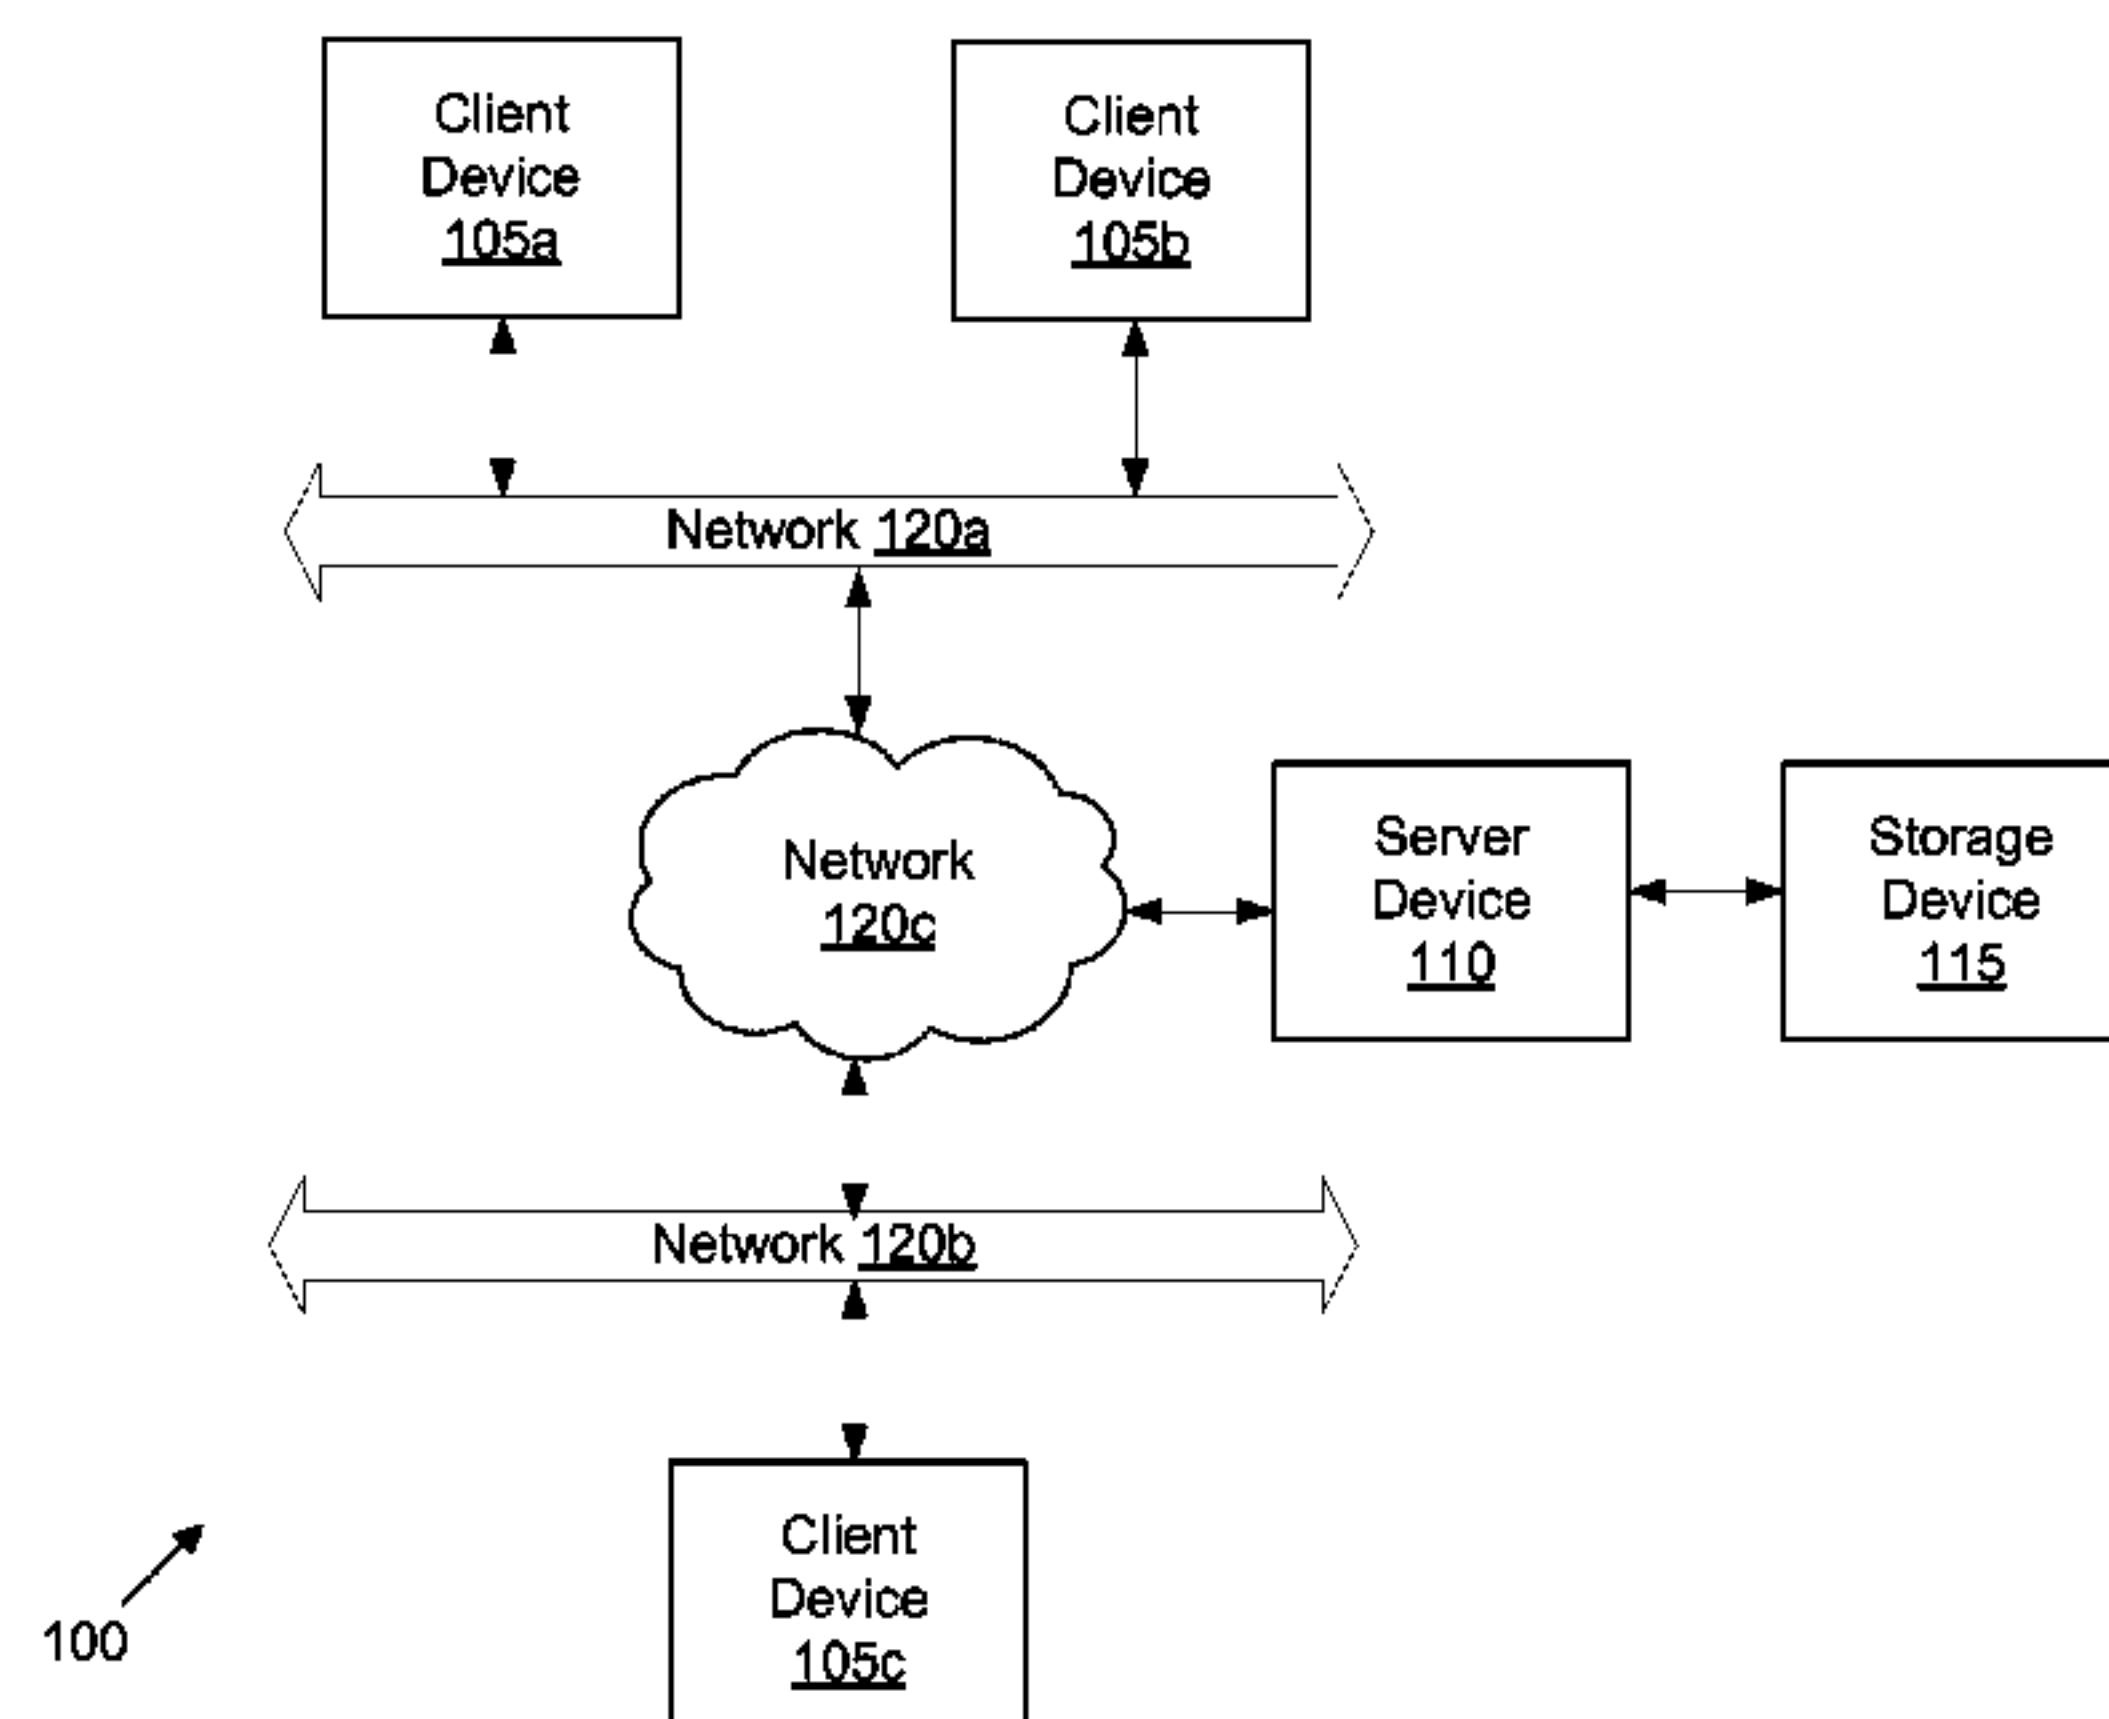 Client
Device
105a
Client
Device
105b
Network 120a
Network
120c
Server
Device
110
Storage
Device
115
Network 120b
Client
Device
105c
100